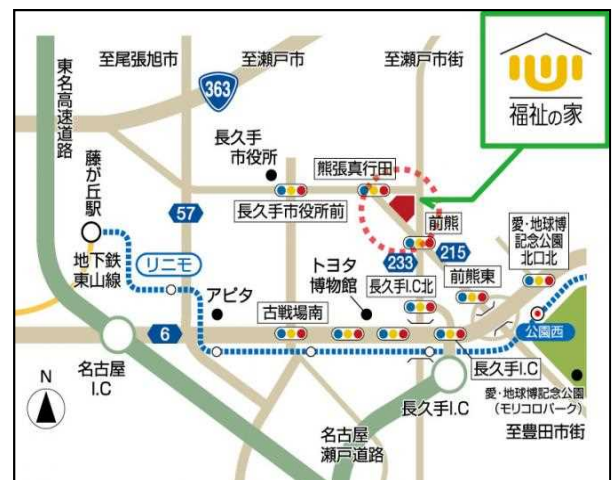 至尾張旭市
至瀬戸市
至瀬戸市街
福祉の家
363
東名高速道路
長久手
市役所
熊張真行田
藤が丘駅
57
長久手市役所前
前熊
愛・地球博
記念公園
北口北
地下鉄
東山線
リニモ
233
215
トヨタ
博物館
長久手I.C北
前熊東
アピタ
古戦場南
6
公園西
名古屋
I.C
長久手I.C
N
長久手I.C
愛・地球博記念公園
(モリコロパーク)
名古屋
瀬戸道路
至豊田市街